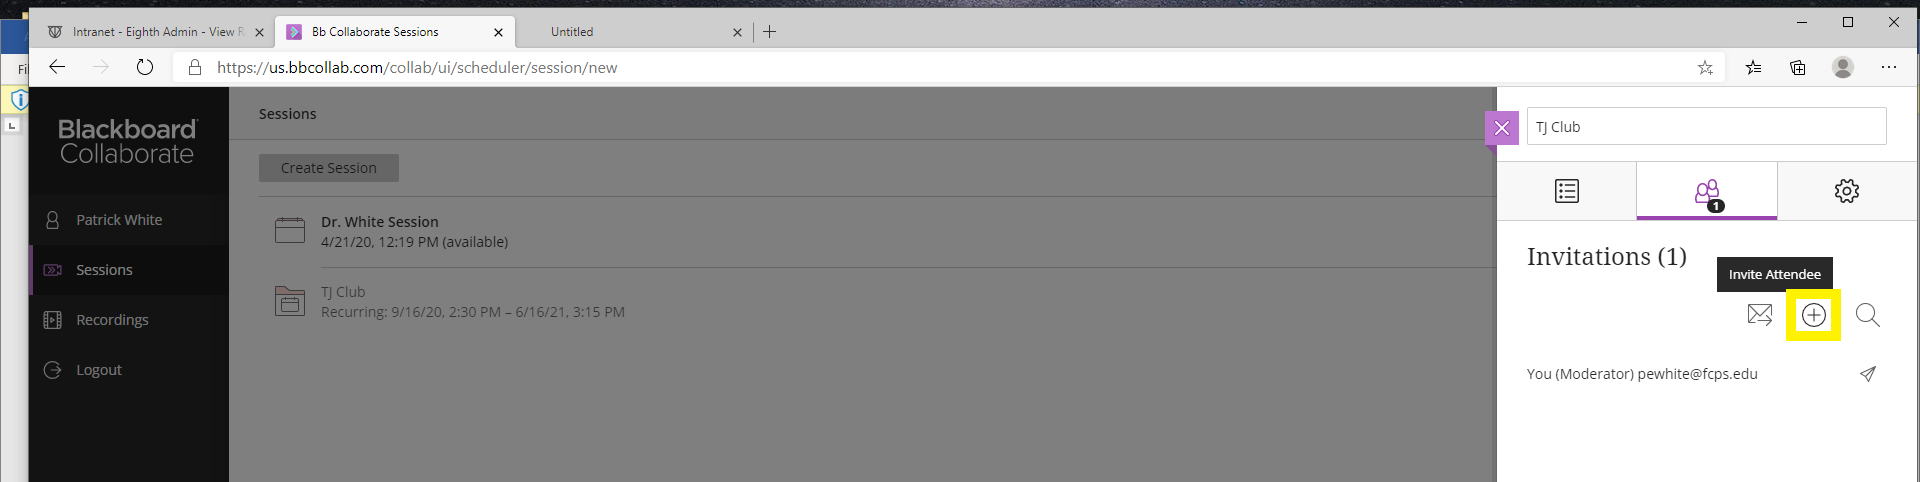 Intranet - Eighth Admin - View R
Bb Collaborate Sessions
Untitled
https://us.bbcollab.com/collab/ui/scheduler/session/new
Fil
Blackboard
Collaborate
Patrick White
Sessions
Recordings
Logout
Sessions
Create Session
Dr. White Session
4/21/20, 12:19 PM (available)
TJ Club
Recurring: 9/16/20, 2:30 PM – 6/16/21, 3:15 PM
TJ Club
1
Invitations (1)
Invite Attendee
You (Moderator) pewhite@fcps.edu